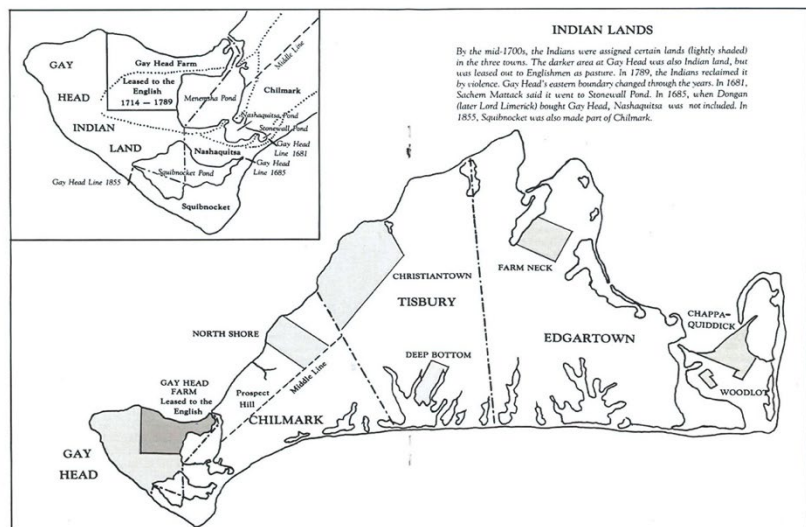 INDIAN LANDS
By the mid-1700s, the Indians were assigned certain lands (lightly shaded)
in the three towns. The darker area at Gay Head was also Indian land, but
was leased out to Englishmen as pasture. In 1789, the Indians reclaimed it
by violence. Gay Head's eastern boundary changed through the years. In 1681,
Sachem Mattack said it went to Stonewall Pond. In 1685, when Dongan
(later Lord Limerick) bought Gay Head, Nashaquitsa was not included. In
1855, Squibnocket was also made part of Chilmark.
GAY
HEAD
INDIAN
LAND
Gay Head Farm
Leased to the
English
1714 — 1789
Menemsha Pond
Middle Line
Chilmark
Nashaquitsa Pond
Stonewall Pond
Gay Head
Line 1681
Nashaquitsa
Gay Head
Line 1685
Squibnocket Pond
Gay Head Line 1855
Squibnocket
CHRISTIANTOWN
TISBURY
FARM NECK
NORTH SHORE
EDGARTOWN
CHAPPA-
QUIDDICK
DEEP BOTTOM
WOODLOT
GAY HEAD
FARM
Leased to the
English
Prospect
Hill
Middle Line
CHILMARK
GAY
HEAD